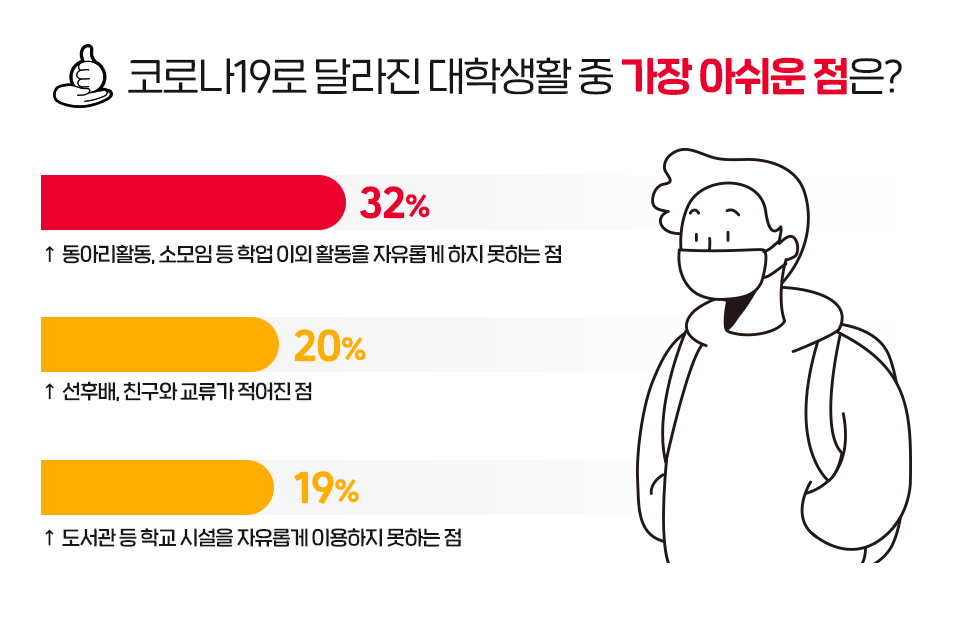 코로나19로 달라진 대학생활 중 가장 아쉬운 점은?
32%
↑ 동아리활동, 소모임 등 학업 이외 활동을 자유롭게 하지 못하는 점
20%
↑ 선후배, 친구와 교류가 적어진 점
19%
↑ 도서관 등 학교 시설을 자유롭게 이용하지 못하는 점